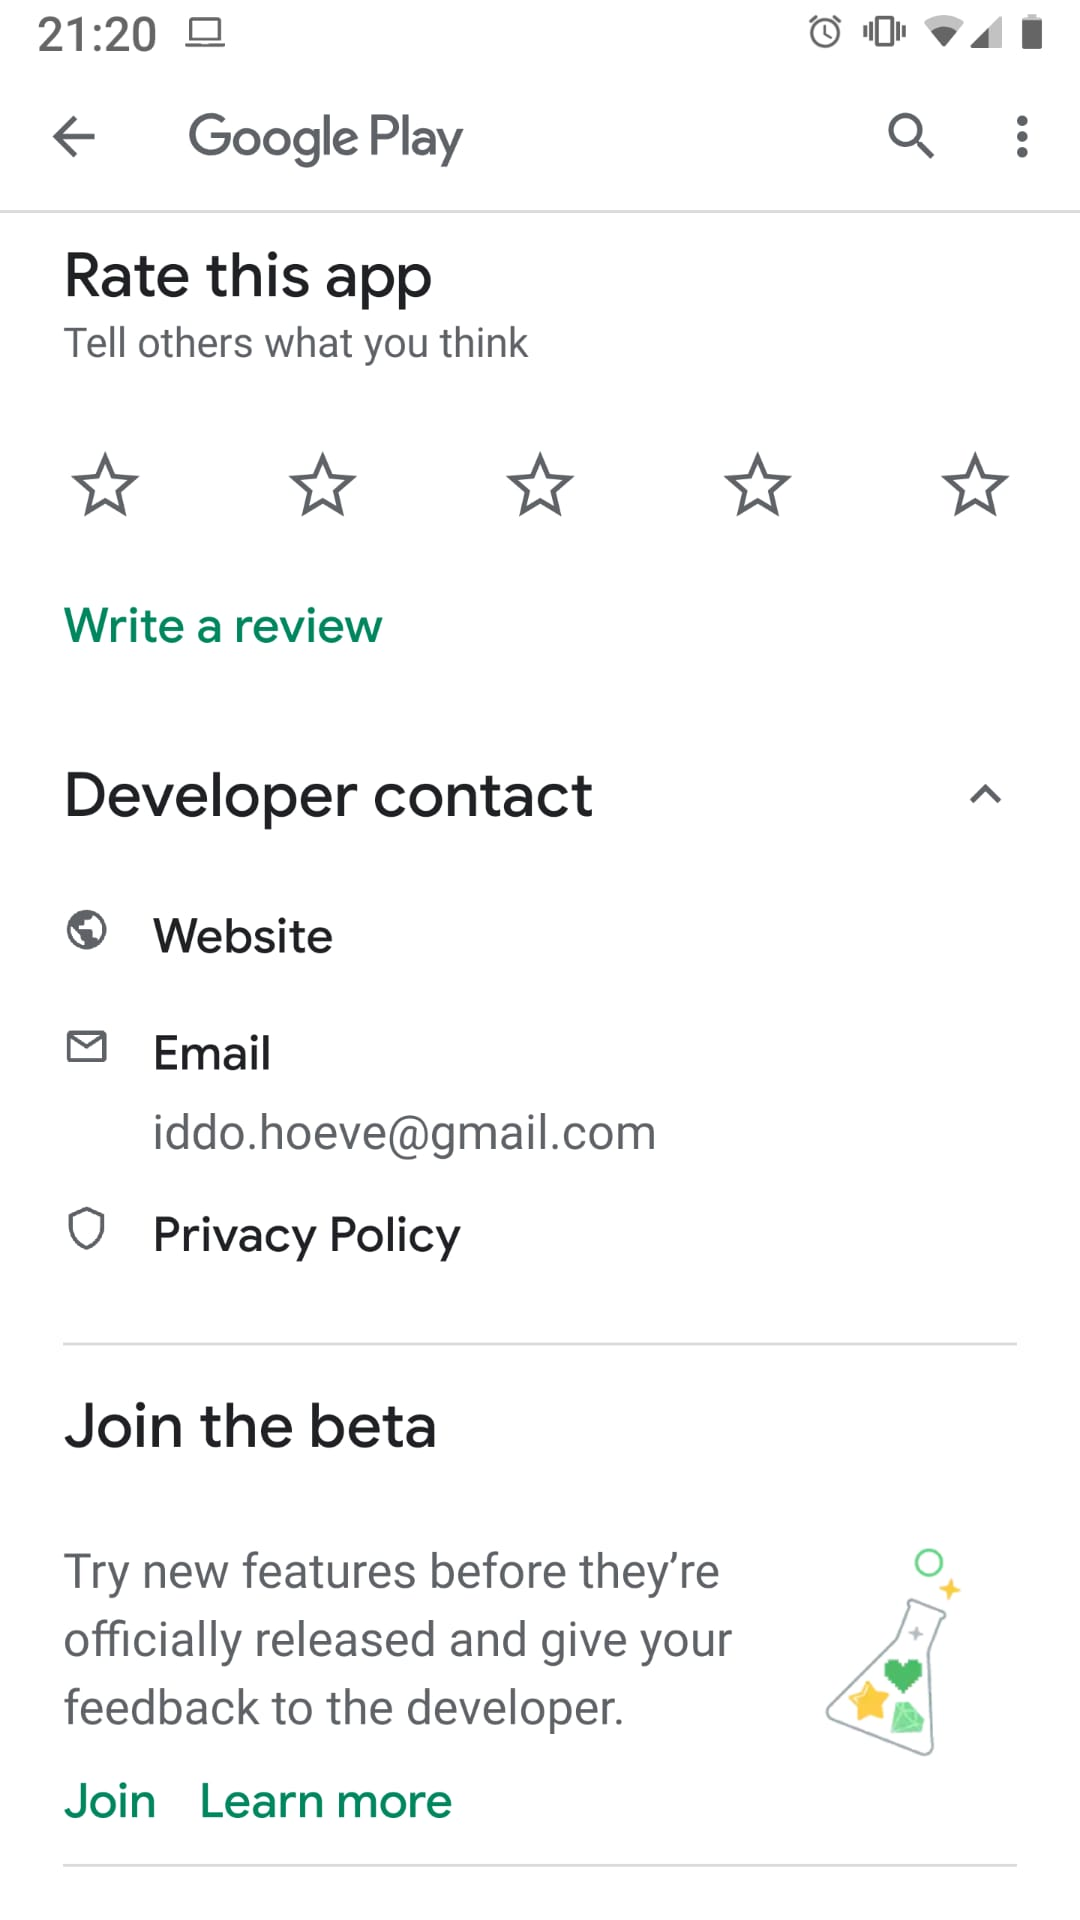 21:20
Google Play
Rate this app
Tell others what you think
Write a review
Developer contact
Website
Email
iddo.hoeve@gmail.com
Privacy Policy
Join the beta
Try new features before they’re
officially released and give your
feedback to the developer.
Join Learn more